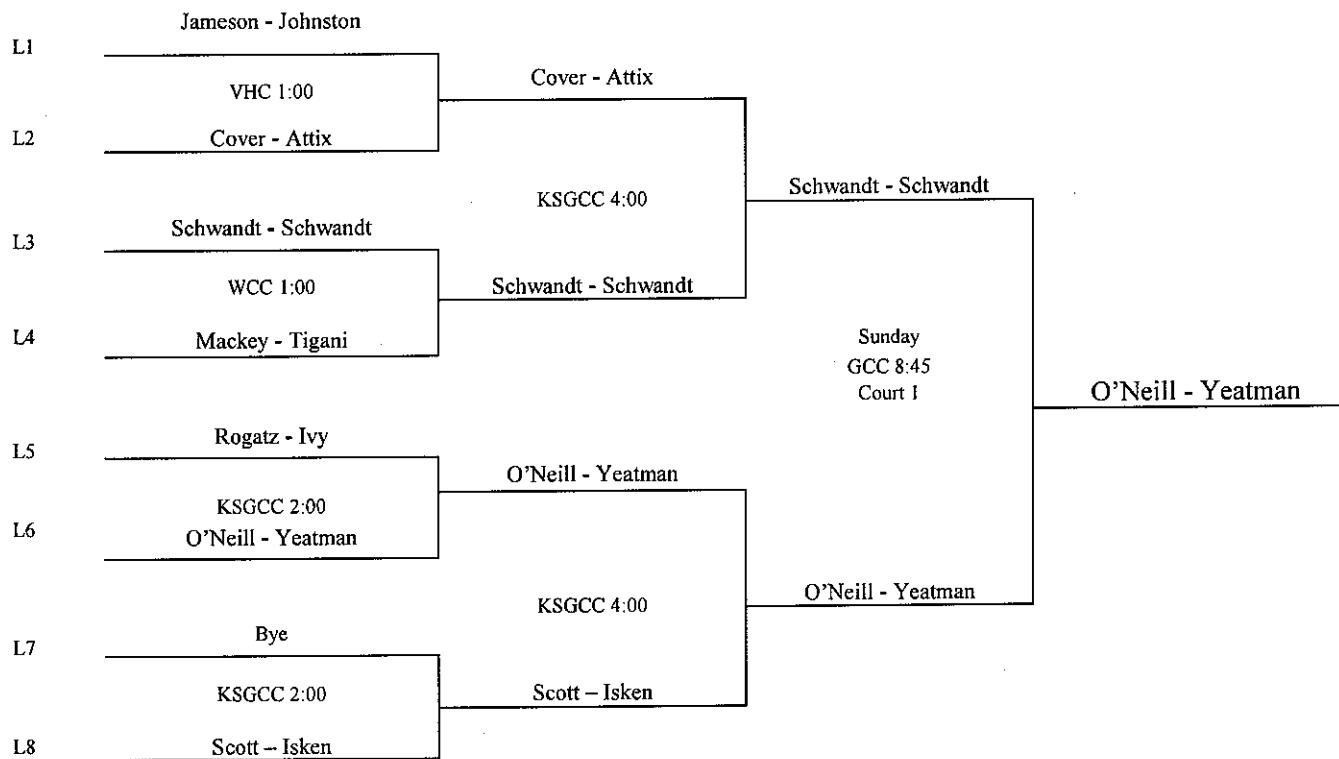 Jameson - Johnston
L1
VHC 1:00
Cover - Attix
L2
Cover - Attix
KSGCC 4:00
Schwandt - Schwandt
L3
Schwandt - Schwandt
WCC 1:00
Schwandt - Schwandt
L4
Mackey - Tigani
Sunday
GCC 8:45
Court 1
O'Neill - Yeatman
L5
Rogatz - Ivy
KSGCC 2:00
O'Neill - Yeatman
L6
O'Neill - Yeatman
KSGCC 4:00
O'Neill - Yeatman
L7
Bye
KSGCC 2:00
Scott – Isken
L8
Scott – Isken